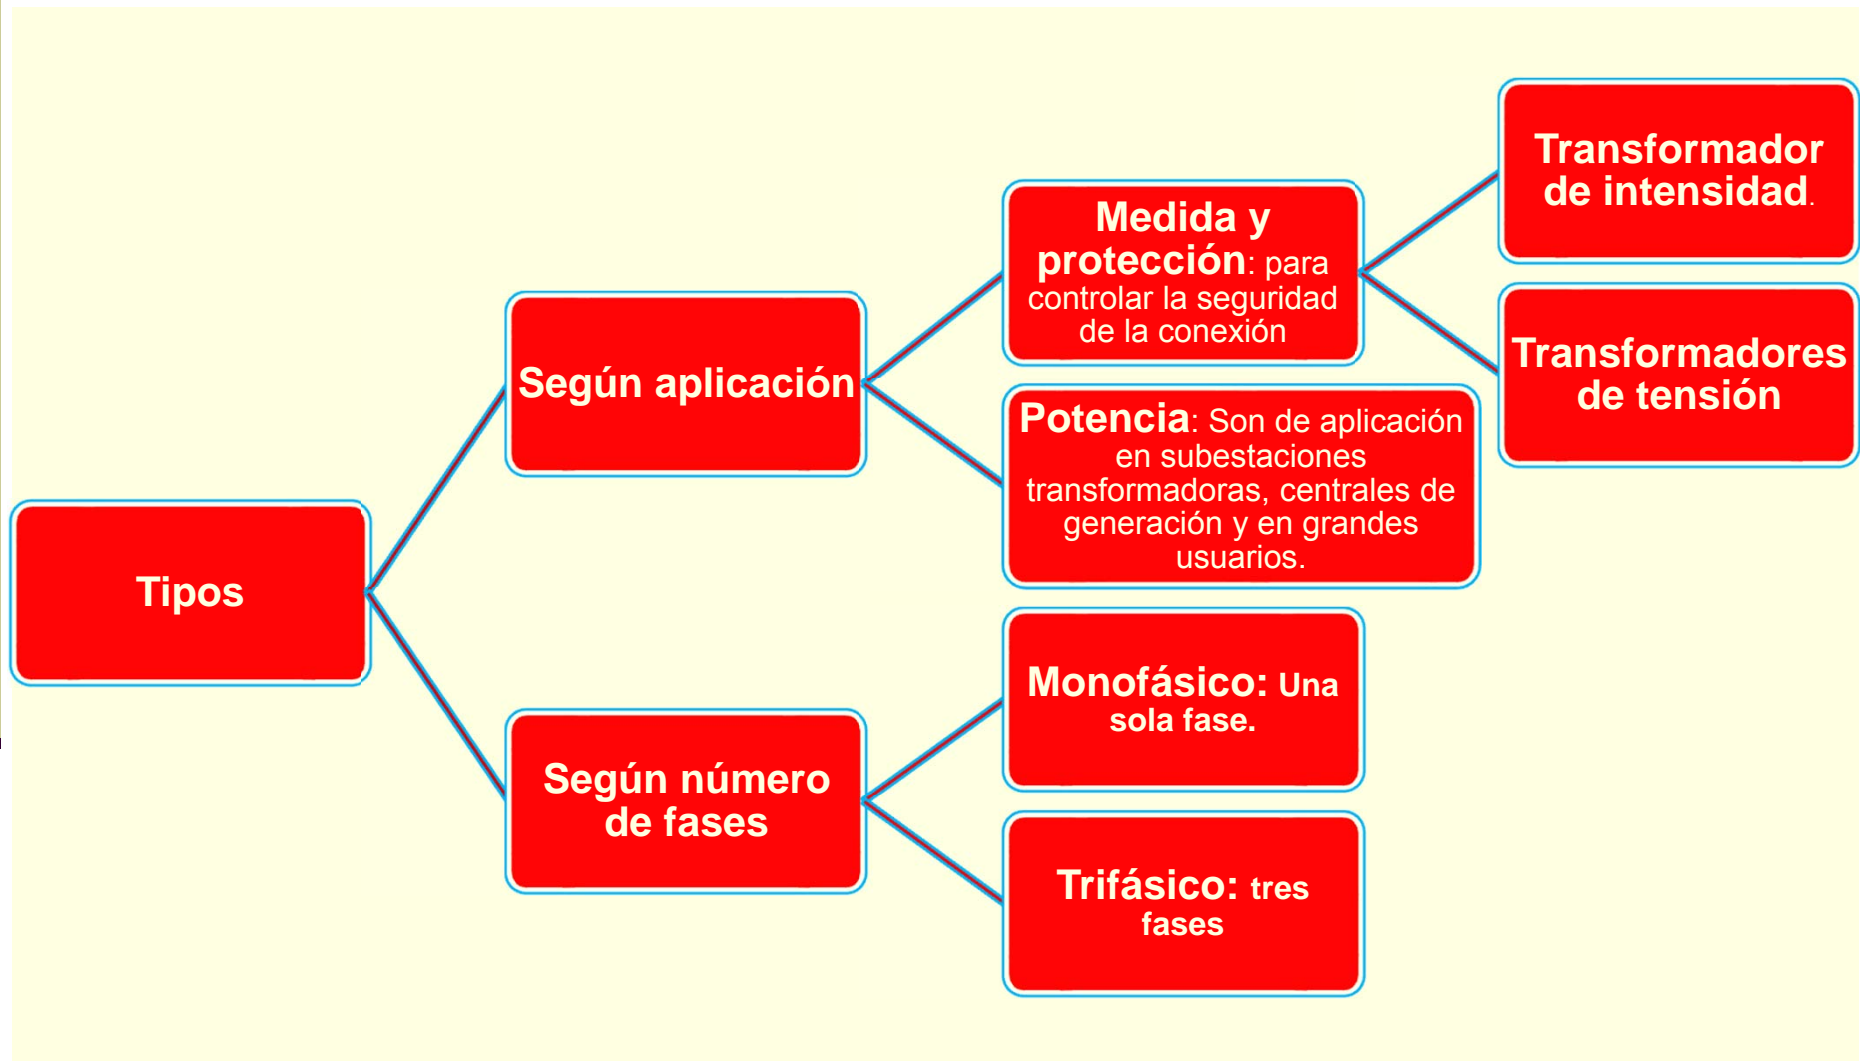 Tipos
Según aplicación
Medida y
protección: para
controlar la seguridad
de la conexión
Transformador
de intensidad.
Transformadores
de tensión
Potencia: Son de aplicación
en subestaciones
transformadoras, centrales de
generación y en grandes
usuarios.
Según número
de fases
Monofásico: Una
sola fase.
Trifásico: tres
fases